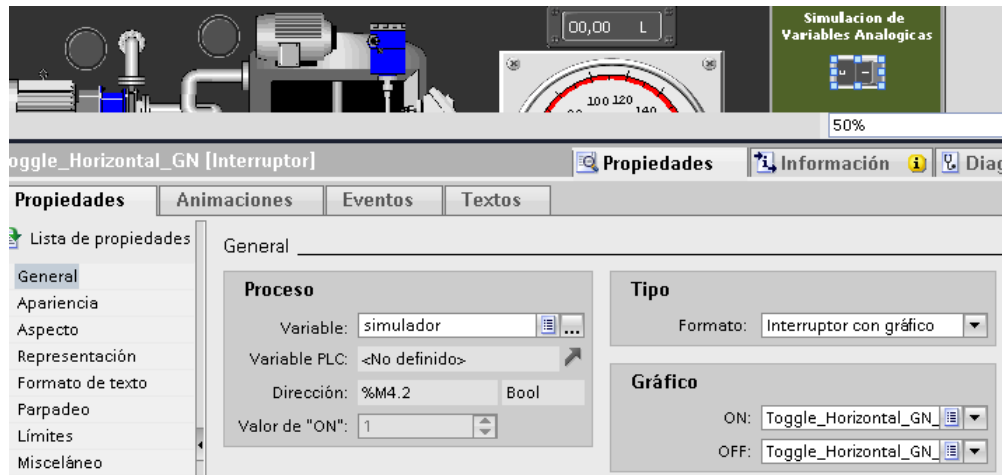 00,00 L
Simulacion de
Variables Analogicas
100 120
140
50%
oggle_Horizontal_GN [Interruptor]
Propiedades
Información
Diag
Propiedades
Animaciones
Eventos
Textos
Lista de propiedades
General
General
Apariencia
Aspecto
Representación
Formato de texto
Parpadeo
Límites
Misceláneo
Proceso
Variable: simulador
Variable PLC: <No definido>
Dirección: %M4.2 Bool
Valor de "ON": 1
Tipo
Formato: Interruptor con gráfico
Gráfico
ON: Toggle_Horizontal_GN_
OFF: Toggle_Horizontal_GN_